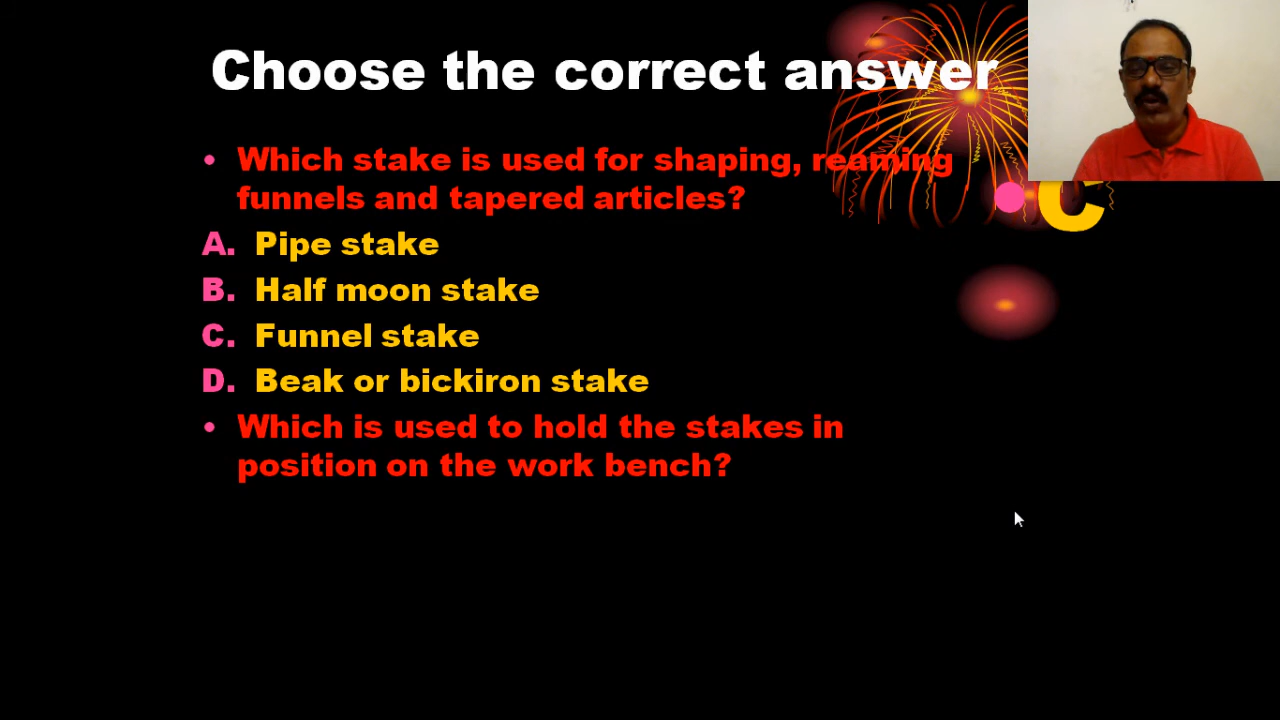 Choose the correct answer
• Which stake is used for shaping, reaming
funnels and tapered articles?
A. Pipe stake
B. Half moon stake
C. Funnel stake
D. Beak or bickiron stake
• Which is used to hold the stakes in
position on the work bench?
• C